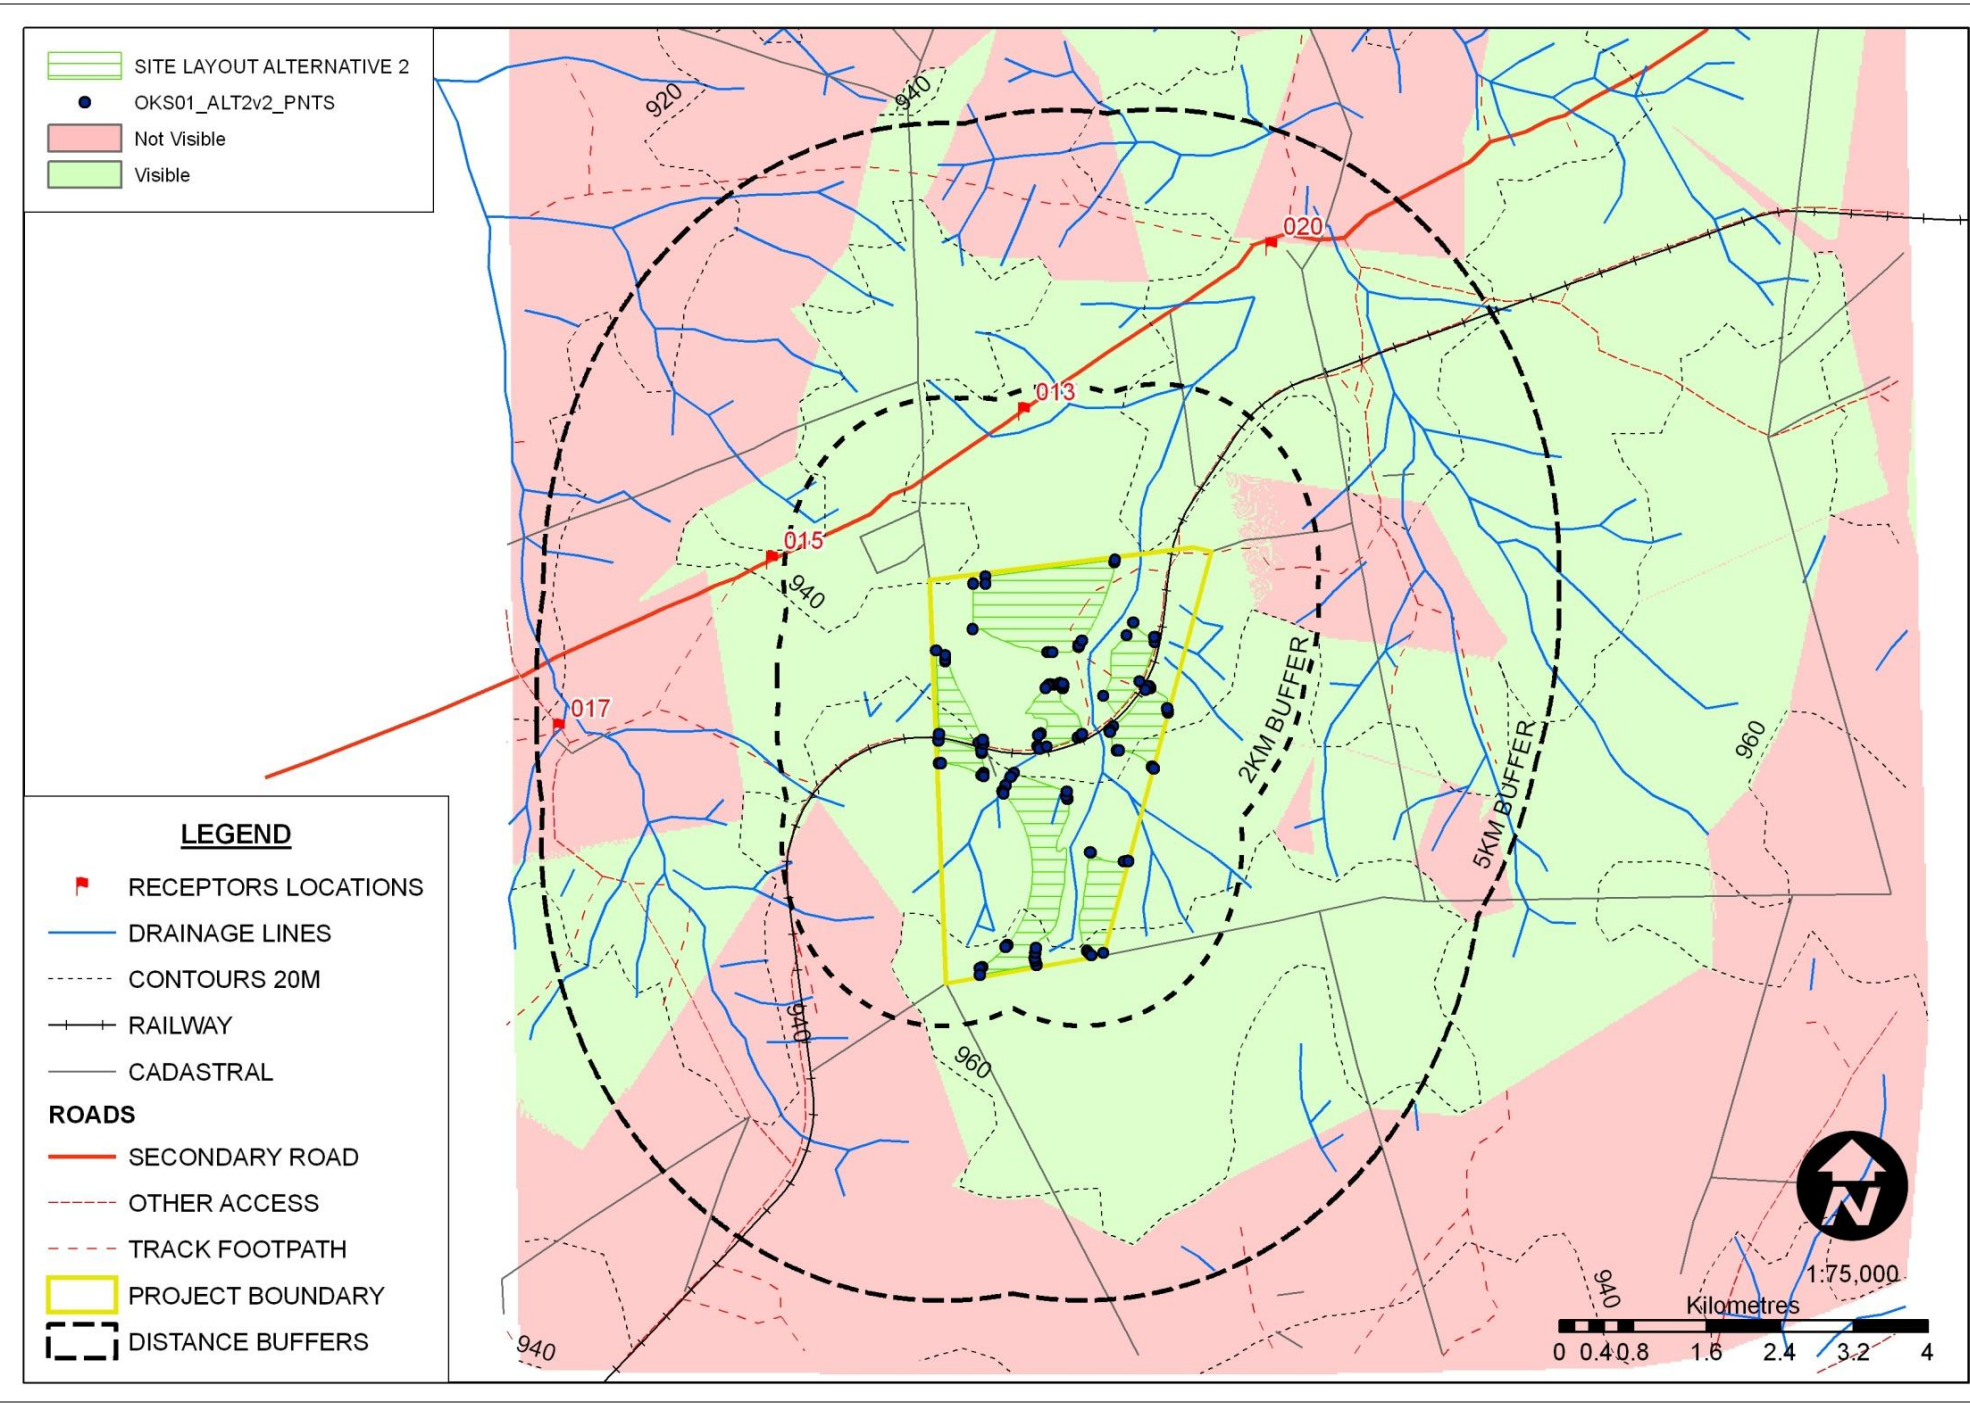 SITE LAYOUT ALTERNATIVE 2
OKS01_ALT2v2_PNTS
Not Visible
Visible
920
940
020
013
015
940
017
2KM BUFFER
5KM BUFFER
960
940
960
940
940
LEGEND
RECEPTORS LOCATIONS
DRAINAGE LINES
CONTOURS 20M
RAILWAY
CADASTRAL
ROADS
SECONDARY ROAD
OTHER ACCESS
TRACK FOOTPATH
PROJECT BOUNDARY
DISTANCE BUFFERS
N
1:75,000
Kilometres
0 0.4 0.8 1.6 2.4 3.2 4